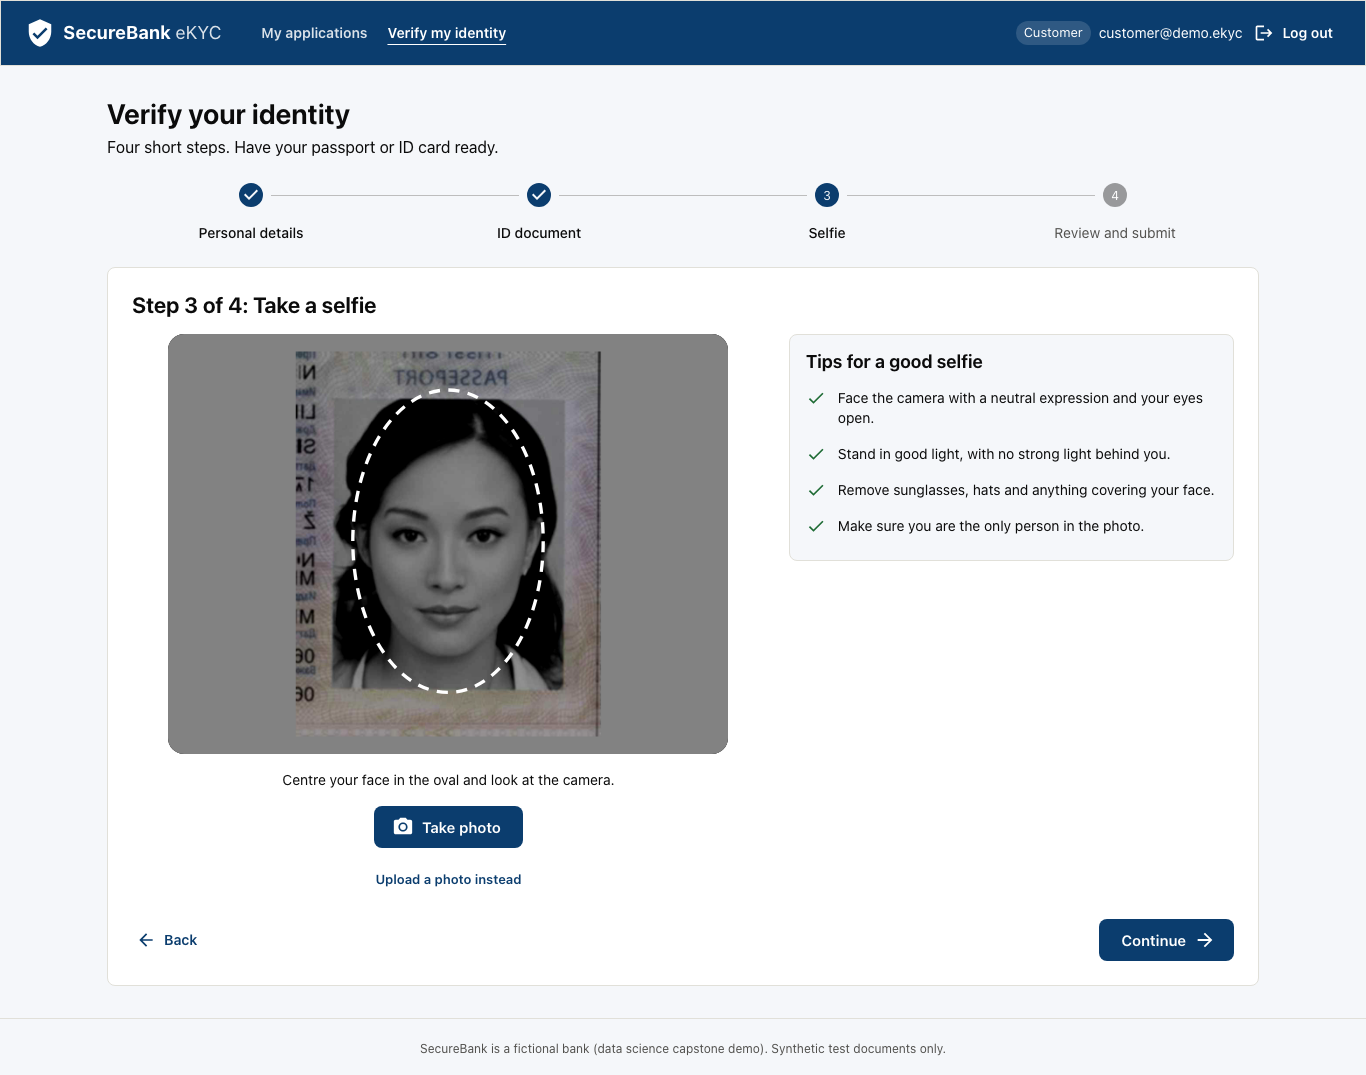 SecureBank eKYC
My applications
Verify my identity
Customer
customer@demo.ekyc
Log out
Verify your identity
Four short steps. Have your passport or ID card ready.
3
4
Personal details
ID document
Selfie
Review and submit
Step 3 of 4: Take a selfie
PASSEPORT
Tips for a good selfie
Face the camera with a neutral expression and your eyes
open.
Stand in good light, with no strong light behind you.
Remove sunglasses, hats and anything covering your face.
Make sure you are the only person in the photo.
Centre your face in the oval and look at the camera.
Take photo
Upload a photo instead
Back
Continue
SecureBank is a fictional bank (data science capstone demo). Synthetic test documents only.